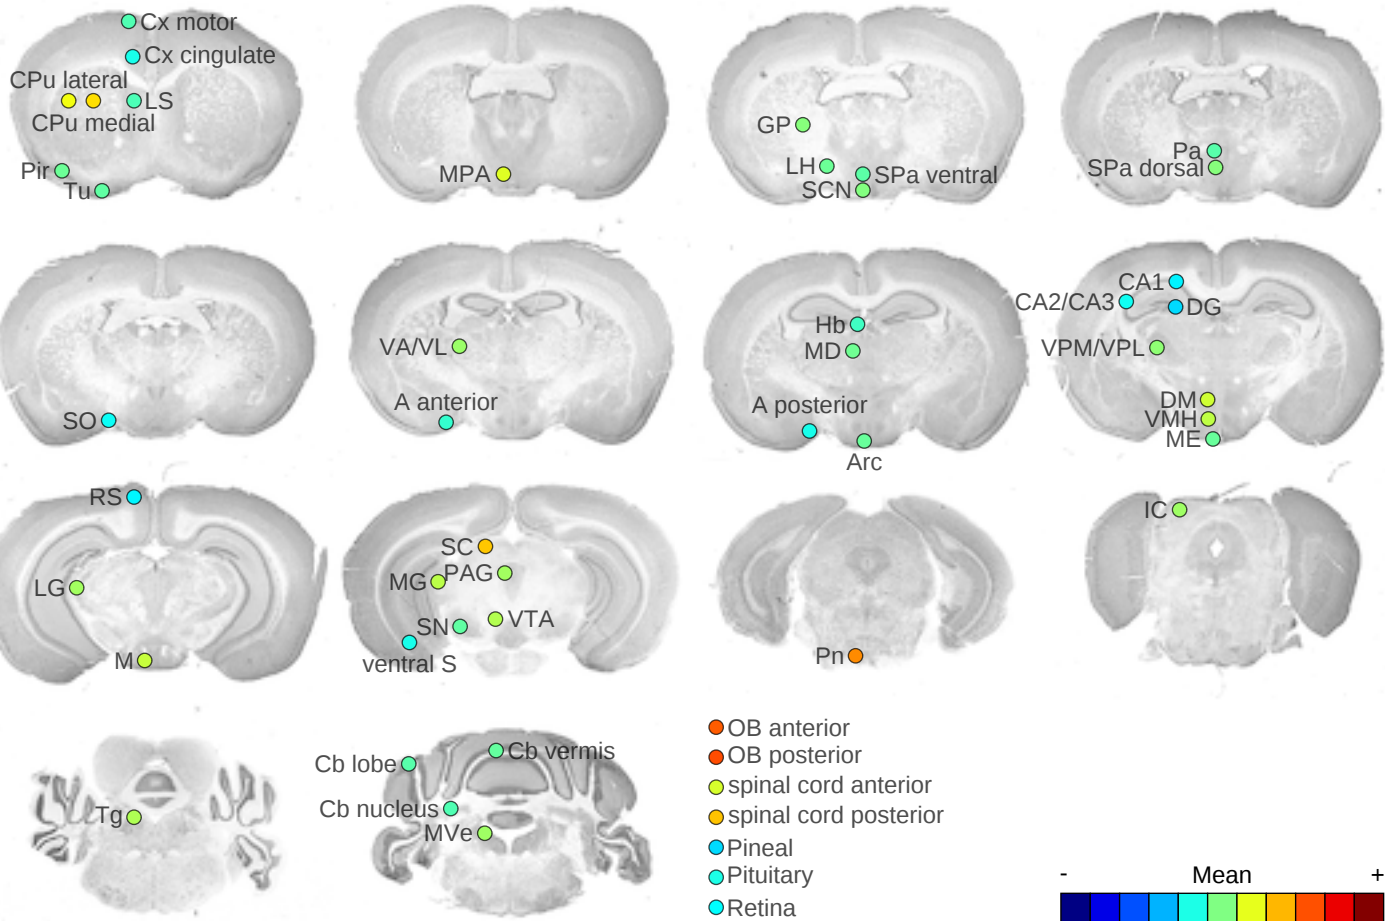 Cx motor
Cx cingulate
CPu lateral
LS
CPu medial
Pir
Tu
MPA
GP
LH
SPa ventral
SCN
Pa
SPa dorsal
SO
VA/VL
A anterior
Hb
MD
A posterior
Arc
CA1
CA2/CA3
DG
VPM/VPL
DM
VMH
ME
RS
LG
M
SC
MG
PAG
SN
VTA
ventral S
Pn
IC
Tg
Cb lobe
Cb vermis
Cb nucleus
MVe
OB anterior
OB posterior
spinal cord anterior
spinal cord posterior
Pineal
Pituitary
Retina
- Mean +